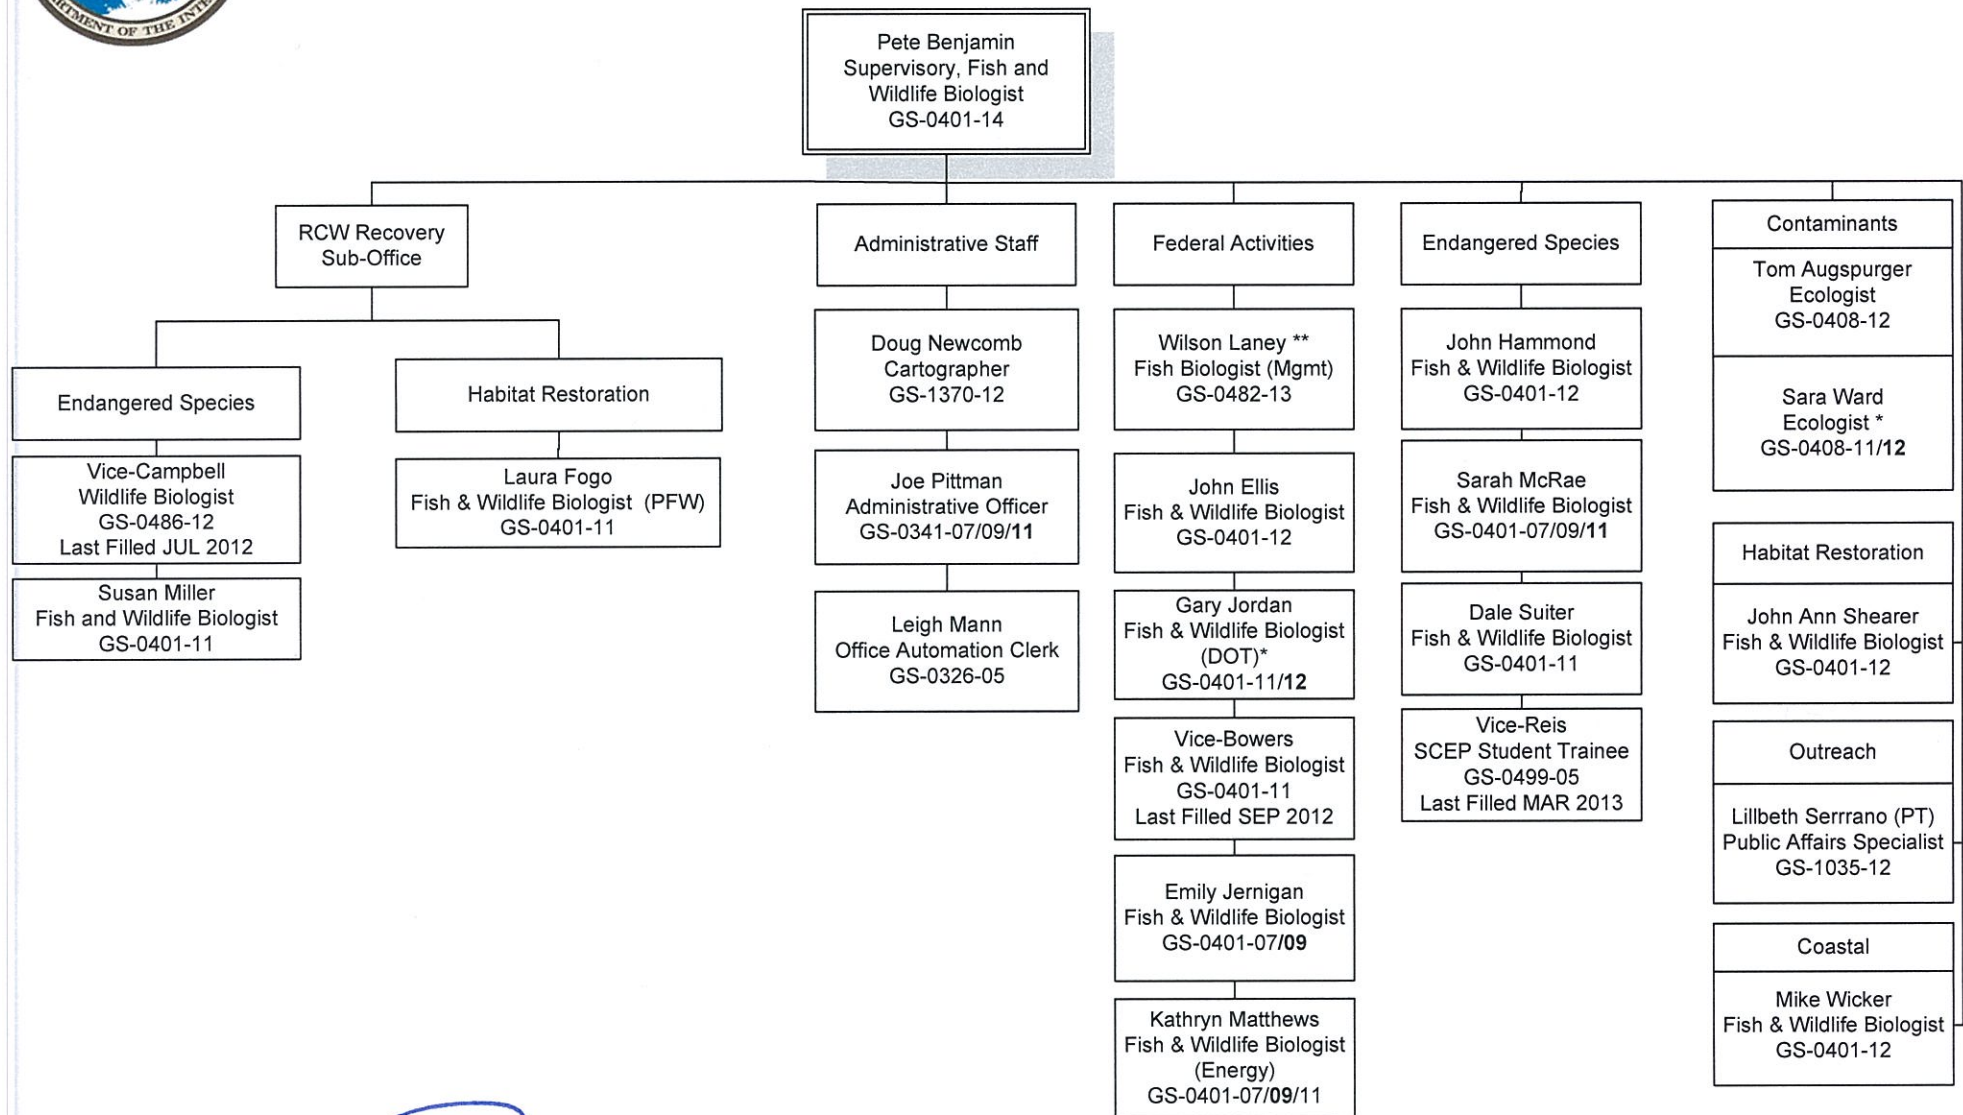 RTMENT OF THE INTE
Pete Benjamin
Supervisory, Fish and
Wildlife Biologist
GS-0401-14
RCW Recovery
Sub-Office
Endangered Species
Vice-Campbell
Wildlife Biologist
GS-0486-12
Last Filled JUL 2012
Susan Miller
Fish and Wildlife Biologist
GS-0401-11
Habitat Restoration
Laura Fogo
Fish & Wildlife Biologist (PFW)
GS-0401-11
Administrative Staff
Doug Newcomb
Cartographer
GS-1370-12
Joe Pittman
Administrative Officer
GS-0341-07/09/11
Leigh Mann
Office Automation Clerk
GS-0326-05
Federal Activities
Wilson Laney **
Fish Biologist (Mgmt)
GS-0482-13
John Ellis
Fish & Wildlife Biologist
GS-0401-12
Gary Jordan
Fish & Wildlife Biologist
(DOT)*
GS-0401-11/12
Vice-Bowers
Fish & Wildlife Biologist
GS-0401-11
Last Filled SEP 2012
Emily Jernigan
Fish & Wildlife Biologist
GS-0401-07/09
Kathryn Matthews
Fish & Wildlife Biologist
(Energy)
GS-0401-07/09/11
Endangered Species
John Hammond
Fish & Wildlife Biologist
GS-0401-12
Sarah McRae
Fish & Wildlife Biologist
GS-0401-07/09/11
Dale Suiter
Fish & Wildlife Biologist
GS-0401-11
Vice-Reis
SCEP Student Trainee
GS-0499-05
Last Filled MAR 2013
Contaminants
Tom Augspurger
Ecologist
GS-0408-12
Sara Ward
Ecologist *
GS-0408-11/12
Habitat Restoration
John Ann Shearer
Fish & Wildlife Biologist
GS-0401-12
Outreach
Lillbeth Serrrano (PT)
Public Affairs Specialist
GS-1035-12
Coastal
Mike Wicker
Fish & Wildlife Biologist
GS-0401-12